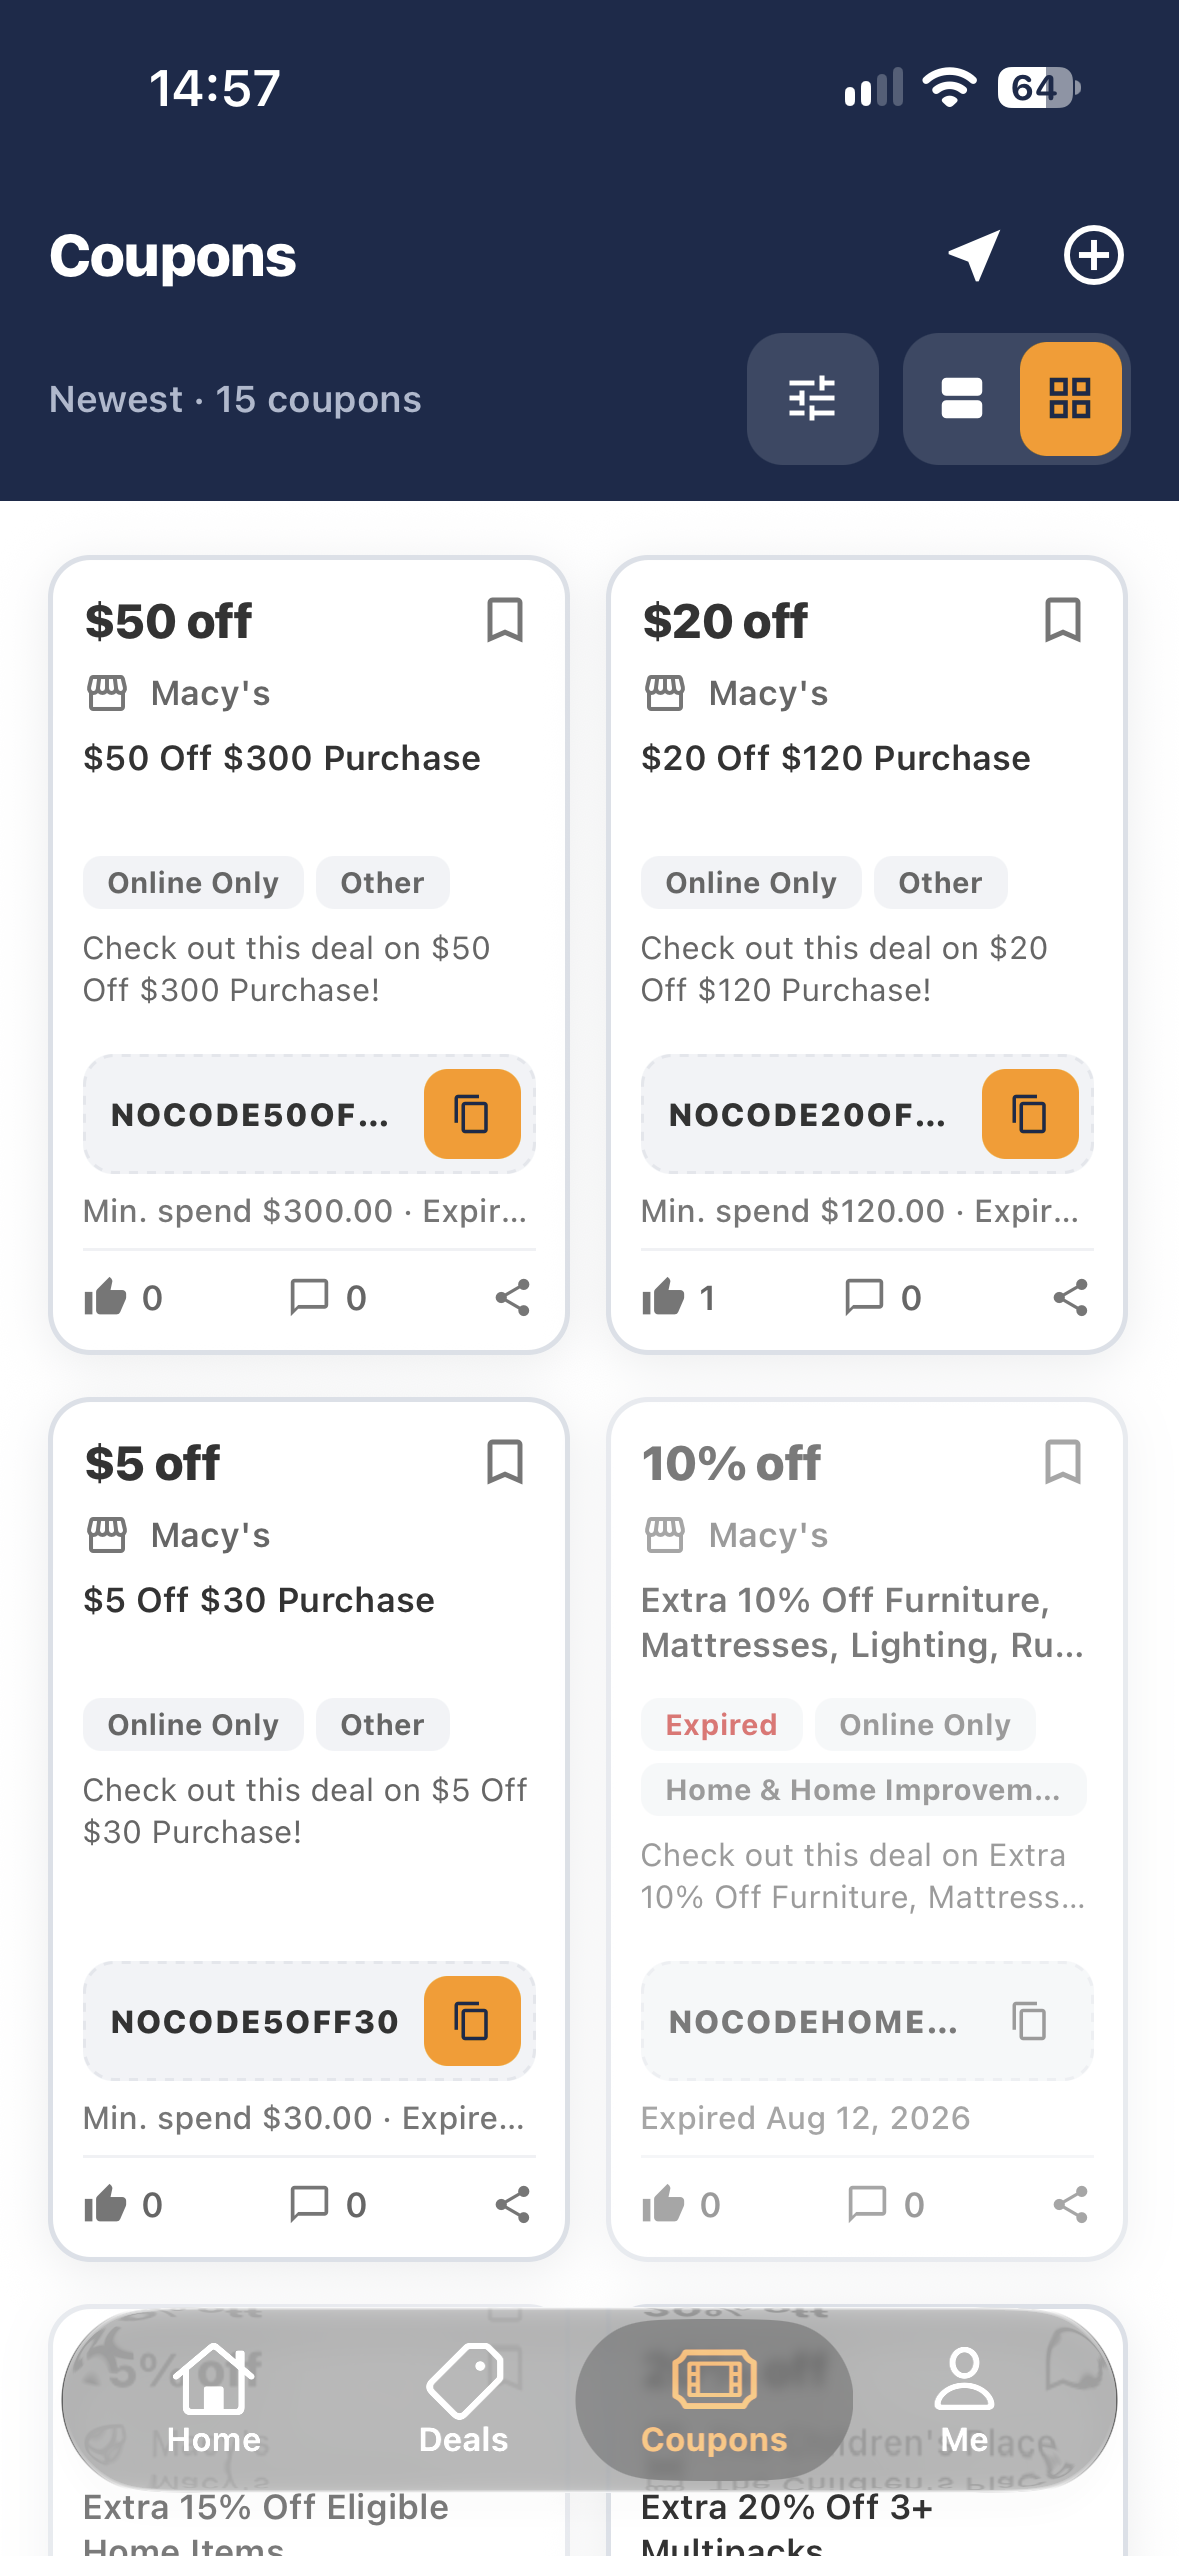 14:57
64
Coupons
Newest · 15 coupons
$50 off
Macy's
$50 Off $300 Purchase
Online Only
Other
Check out this deal on $50
Off $300 Purchase!
NOCODE50OF...
Min. spend $300.00 · Expir...
0
0
$20 off
Macy's
$20 Off $120 Purchase
Online Only
Other
Check out this deal on $20
Off $120 Purchase!
NOCODE20OF...
Min. spend $120.00 · Expir...
1
0
$5 off
Macy's
$5 Off $30 Purchase
Online Only
Other
Check out this deal on $5 Off
$30 Purchase!
NOCODE5OFF30
Min. spend $30.00 · Expire...
0
0
10% off
Macy's
Extra 10% Off Furniture,
Mattresses, Lighting, Ru...
Expired
Online Only
Home & Home Improvem...
Check out this deal on Extra
10% Off Furniture, Mattress...
NOCODEHOME...
Expired Aug 12, 2026
0
0
Extra 15% Off Eligible
Home Items
Extra 20% Off 3+
Multipacks
Home
Deals
Coupons
Me